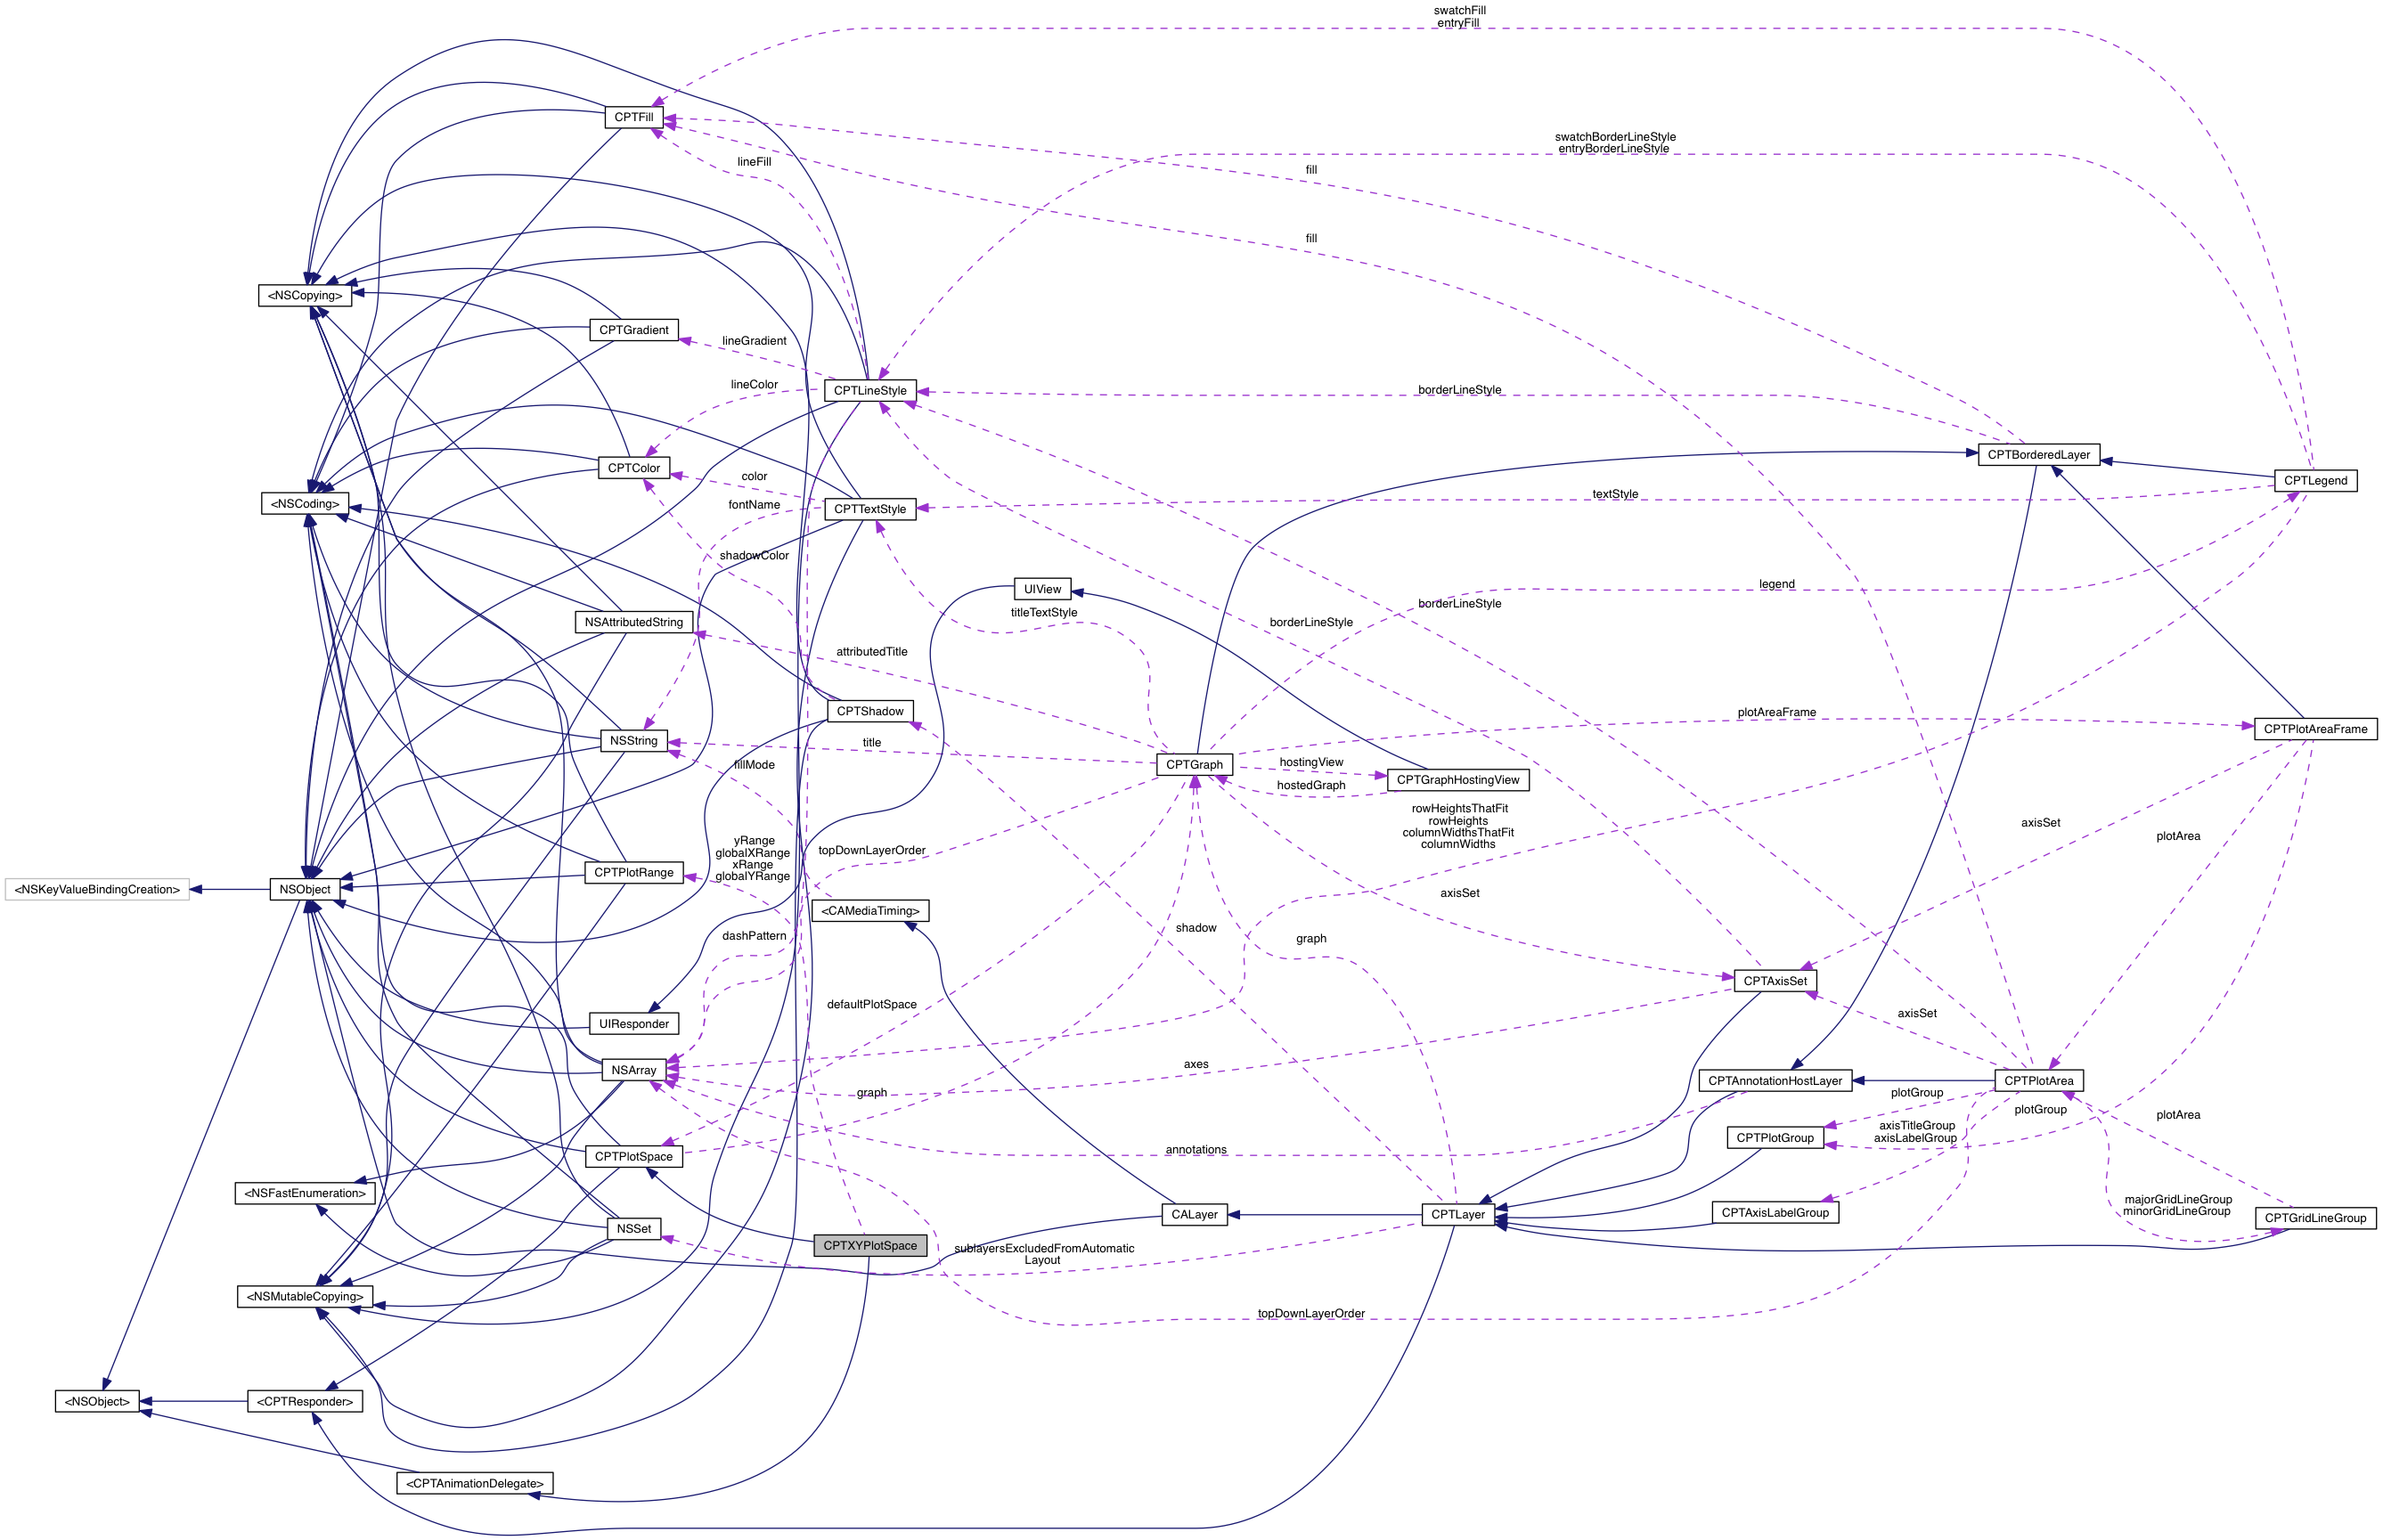 swatchFill
entryFill
CPTFill
swatchBorderLineStyle
entryBorderLineStyle
lineFill
fill
fill
<NSCopying>
CPTGradient
lineGradient
lineColor
CPTLineStyle
borderLineStyle
CPTBorderedLayer
CPTColor
color
CPTLegend
textStyle
<NSCoding>
fontName
CPTTextStyle
shadowColor
UIView
legend
titleTextStyle
borderLineStyle
NSAttributedString
borderLineStyle
attributedTitle
CPTShadow
plotAreaFrame
CPTPlotAreaFrame
NSString
title
fillMode
CPTGraph
hostingView
CPTGraphHostingView
hostedGraph
rowHeightsThatFit
rowHeights
columnWidthsThatFit
columnWidths
axisSet
plotArea
yRange
globalXRange
xRange
globalYRange
topDownLayerOrder
CPTPlotRange
<NSKeyValueBindingCreation>
NSObject
axisSet
<CAMediaTiming>
shadow
graph
dashPattern
CPTAxisSet
defaultPlotSpace
axisSet
UIResponder
axes
NSArray
CPTAnnotationHostLayer
CPTPlotArea
graph
plotGroup
plotGroup
plotArea
axisTitleGroup
axisLabelGroup
CPTPlotGroup
annotations
CPTPlotSpace
<NSFastEnumeration>
majorGridLineGroup
minorGridLineGroup
CPTAxisLabelGroup
CALayer
CPTLayer
CPTGridLineGroup
NSSet
CPTXYPlotSpace
sublayersExcludedFromAutomatic
Layout
<NSMutableCopying>
topDownLayerOrder
<NSObject>
<CPTResponder>
<CPTAnimationDelegate>